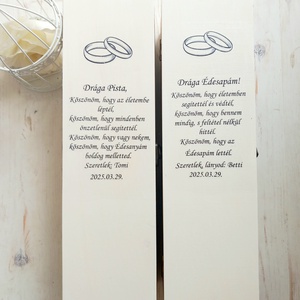 Drága Pista,
Köszönöm, hogy az életembe
léptél,
köszönöm, hogy mindenben
önzetlenül segítettél.
Köszönöm, hogy vagy nekem,
köszönöm, hogy Édesanyám
boldog melletted.
Szeretlek: Tomi
2025.03.29.
Drága Édesapám!
Köszönöm, hogy életemben
segítettél és védtél,
köszönöm, hogy bennem
mindig, s feltétel nélkül
hittél.
Köszönöm, hogy az
Édesapám lettél.
Szeretlek, lányod: Betti
2025.03.29.